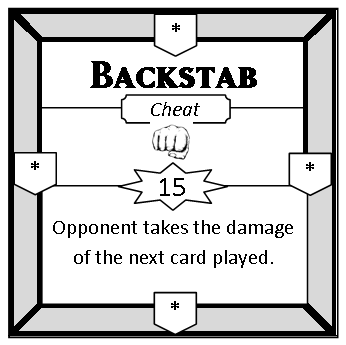 *
BACKSTAB
Cheat
* *
15
Opponent takes the damage
of the next card played.
*